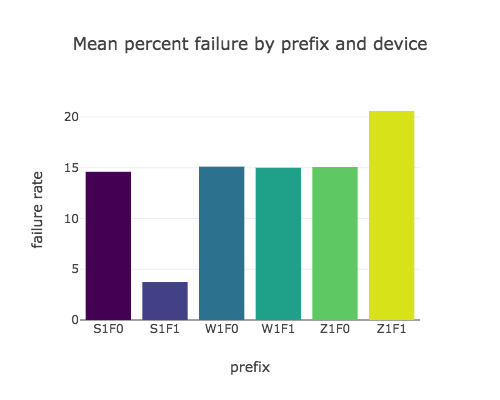 Mean percent failure by prefix and device
failure rate
20
15
10
5
0
S1F0 S1F1 W1F0 W1F1 Z1F0 Z1F1
prefix